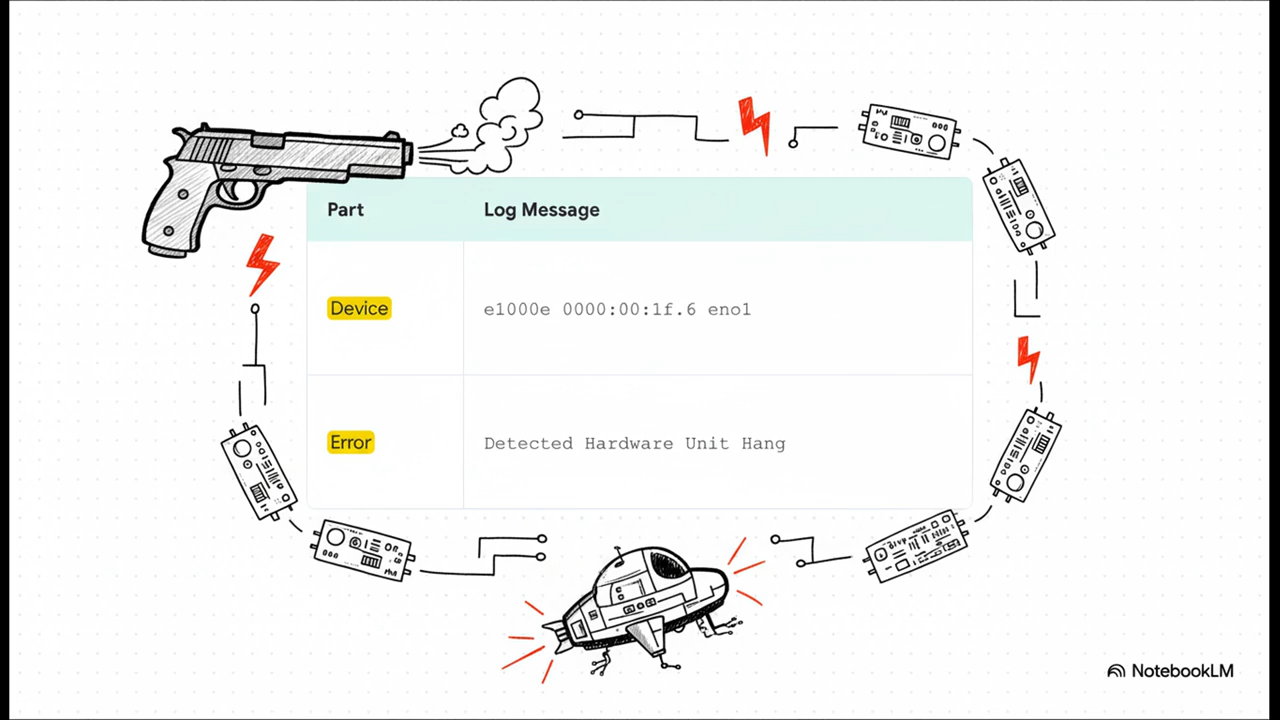 Part Log Message
Device e1000e 0000:00:1f.6 eno1
Error Detected Hardware Unit Hang
NotebookLM